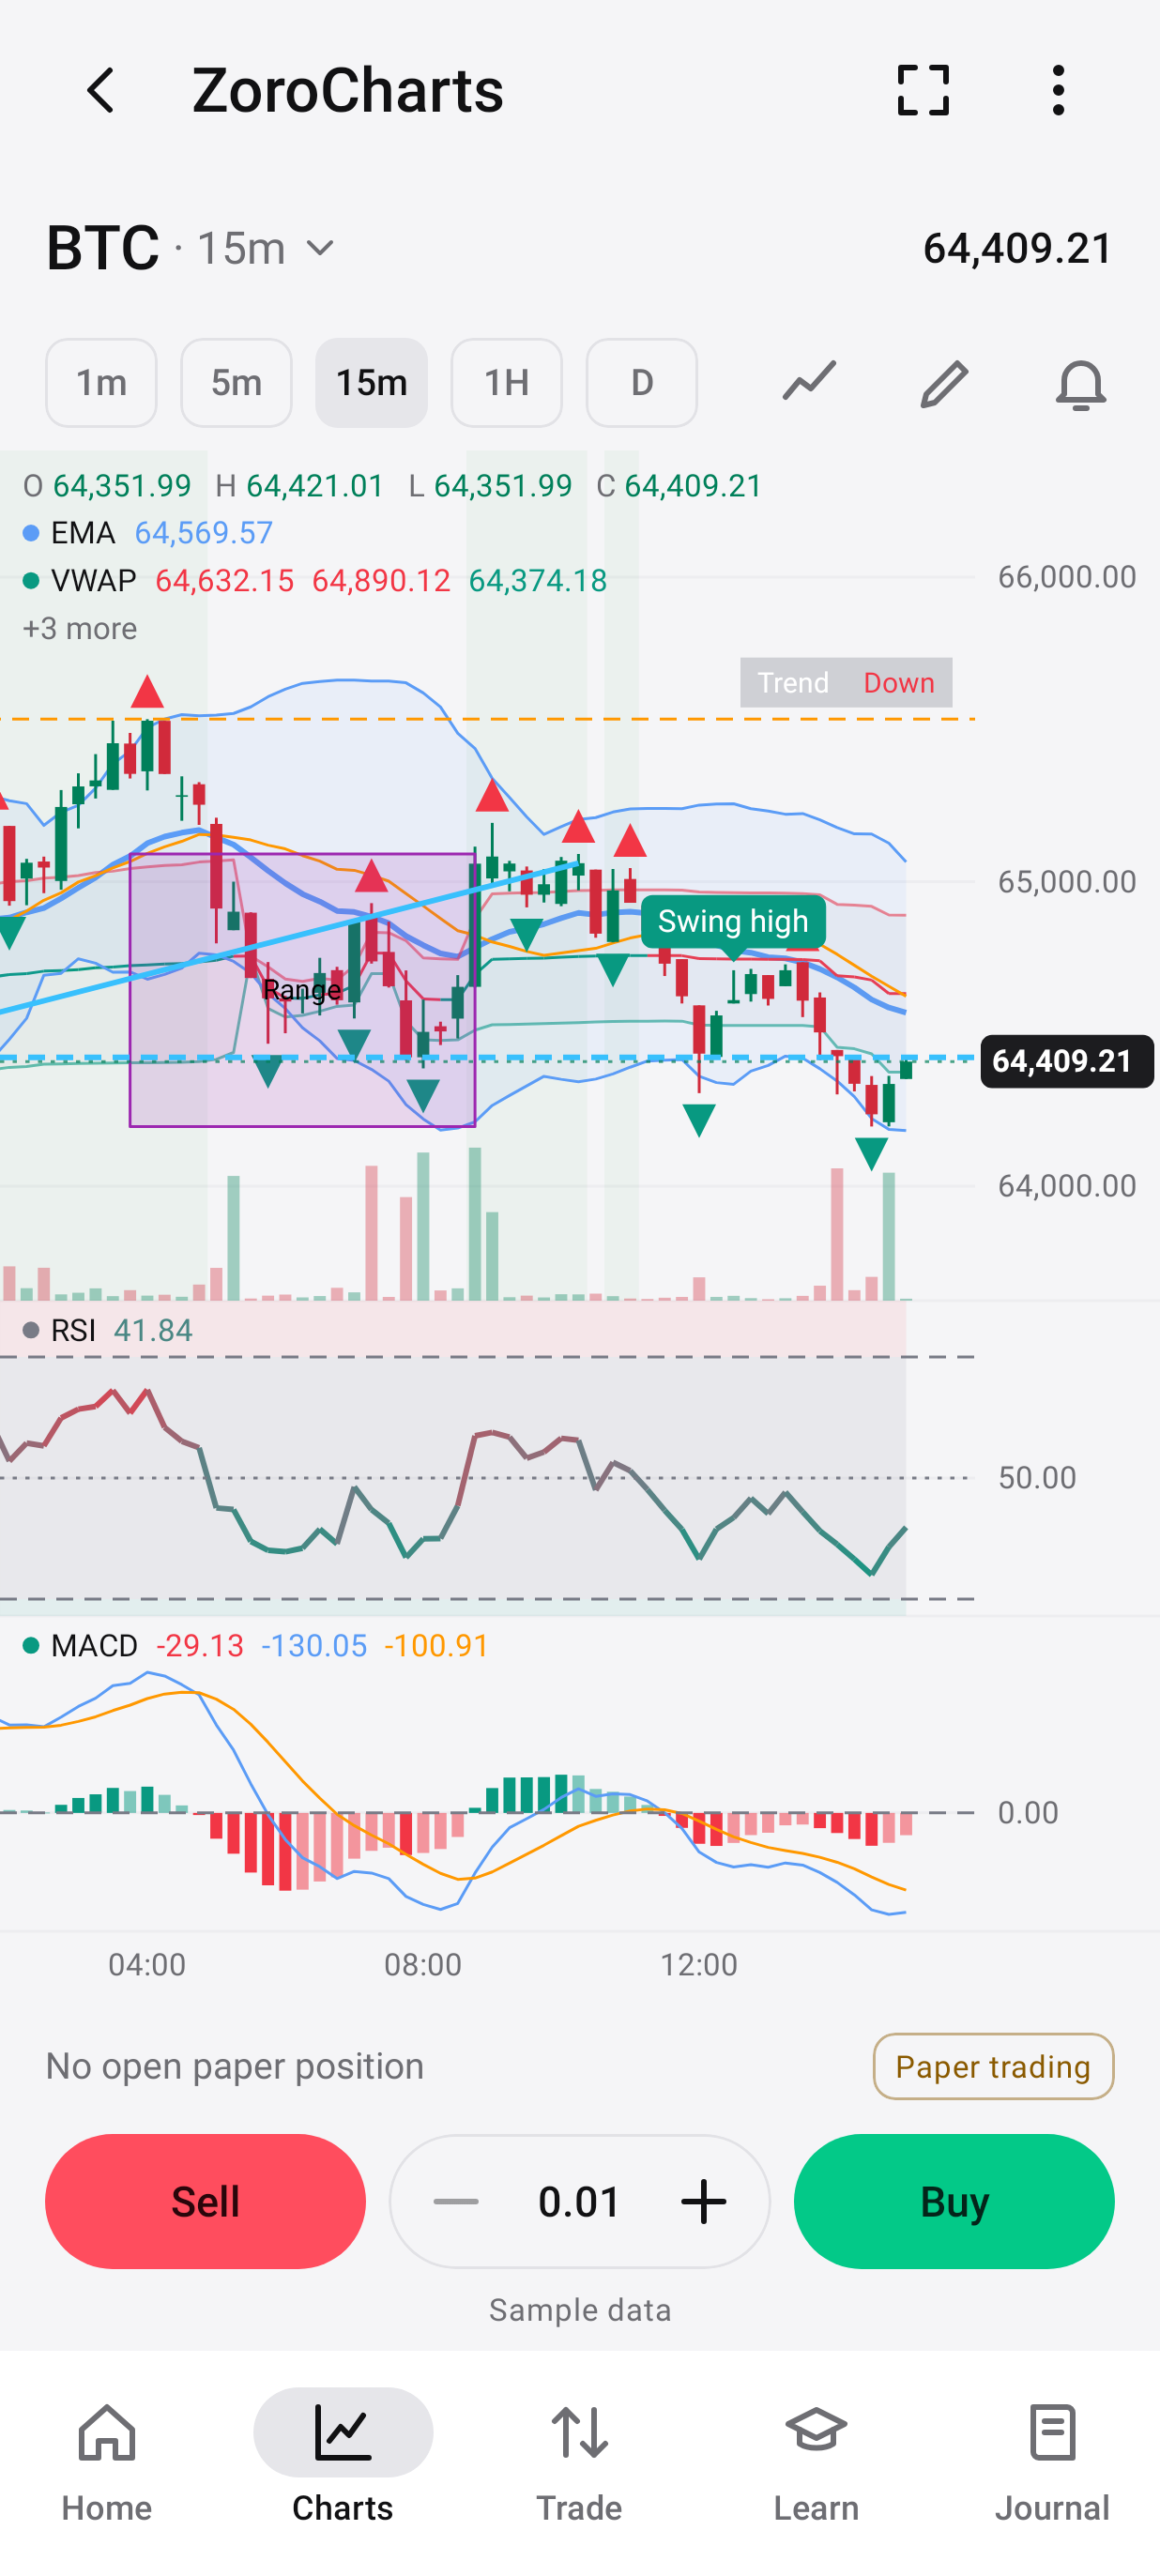 ZoroCharts
BTC · 15m
64,409.21
1m 5m 15m 1H D
O 64,351.99 H 64,421.01 L 64,351.99 C 64,409.21
EMA 64,569.57
VWAP 64,632.15 64,890.12 64,374.18
66,000.00
+3 more
Trend Down
65,000.00
Swing high
Range
64,409.21
64,000.00
RSI 41.84
50.00
MACD -29.13 -130.05 -100.91
0.00
04:00 08:00 12:00
No open paper position
Paper trading
Sell 0.01 Buy
Sample data
Home Charts Trade Learn Journal